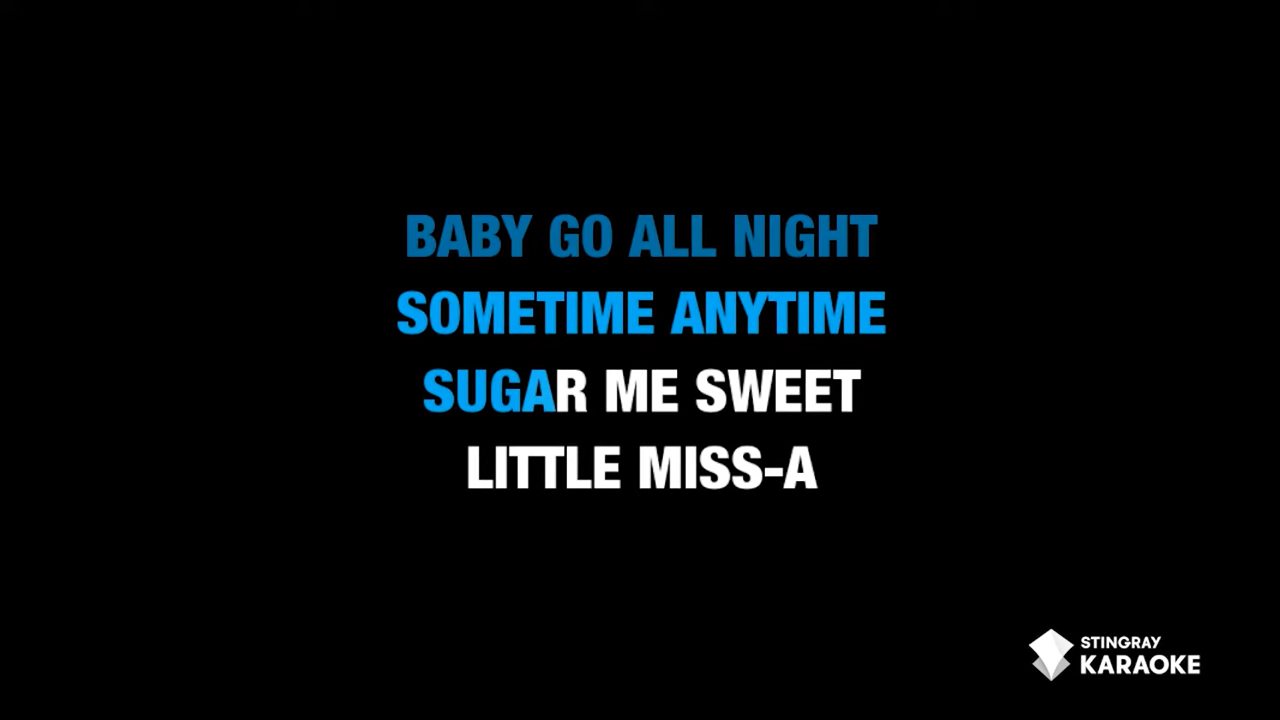 BABY GO ALL NIGHT
SOMETIME ANYTIME
SUGAR ME SWEET
LITTLE MISS-A
STINGRAY
KARAOKE